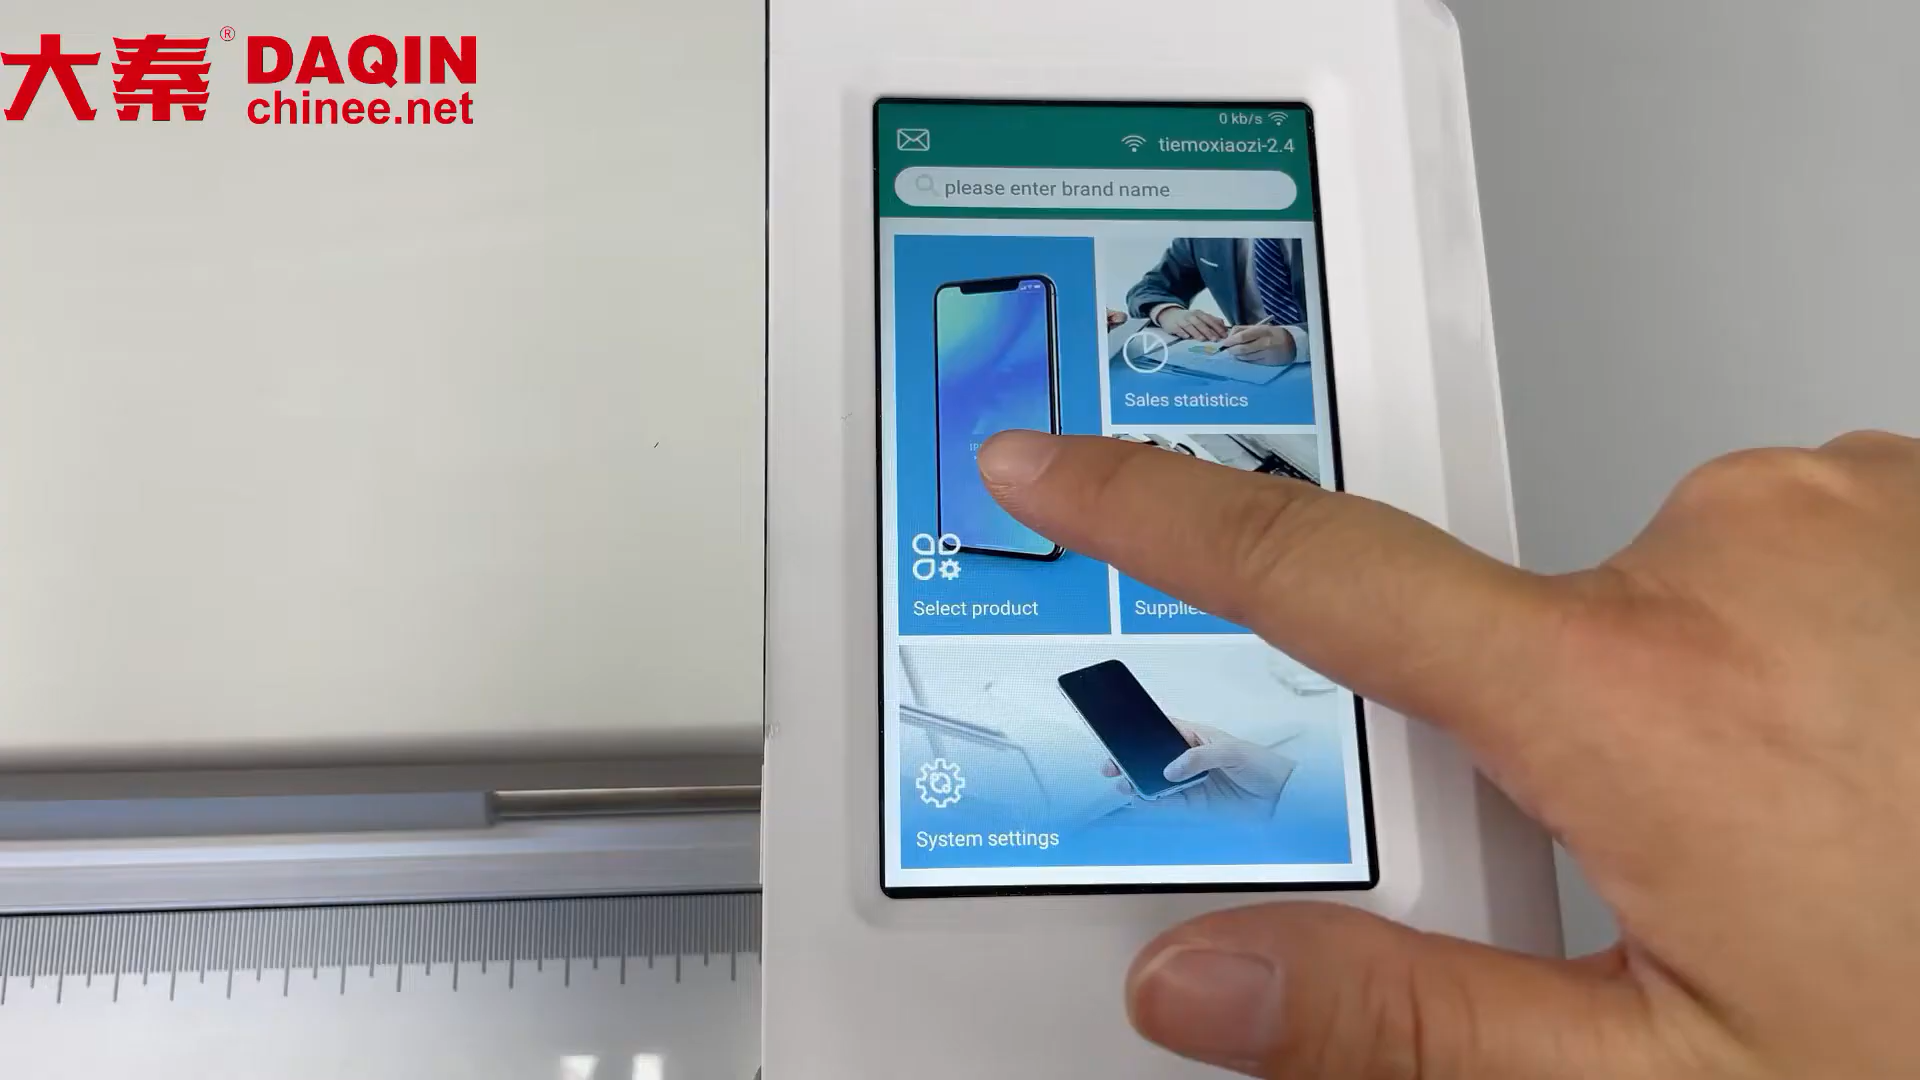 大秦® DAQIN
chinee.net
0 kb/s
tiemoxiaozi-2.4
please enter brand name
Sales statistics
Select product
System settings